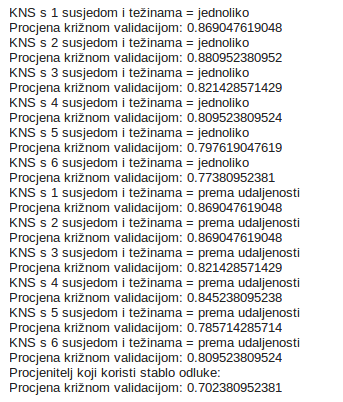 KNS s 1 susjedom i težinama = jednoliko
Procjena križnom validacijom: 0.869047619048
KNS s 2 susjedom i težinama = jednoliko
Procjena križnom validacijom: 0.880952380952
KNS s 3 susjedom i težinama = jednoliko
Procjena križnom validacijom: 0.821428571429
KNS s 4 susjedom i težinama = jednoliko
Procjena križnom validacijom: 0.809523809524
KNS s 5 susjedom i težinama = jednoliko
Procjena križnom validacijom: 0.797619047619
KNS s 6 susjedom i težinama = jednoliko
Procjena križnom validacijom: 0.77380952381
KNS s 1 susjedom i težinama = prema udaljenosti
Procjena križnom validacijom: 0.869047619048
KNS s 2 susjedom i težinama = prema udaljenosti
Procjena križnom validacijom: 0.869047619048
KNS s 3 susjedom i težinama = prema udaljenosti
Procjena križnom validacijom: 0.821428571429
KNS s 4 susjedom i težinama = prema udaljenosti
Procjena križnom validacijom: 0.845238095238
KNS s 5 susjedom i težinama = prema udaljenosti
Procjena križnom validacijom: 0.785714285714
KNS s 6 susjedom i težinama = prema udaljenosti
Procjena križnom validacijom: 0.809523809524
Procjenitelj koji koristi stablo odluke:
Procjena križnom validacijom: 0.702380952381